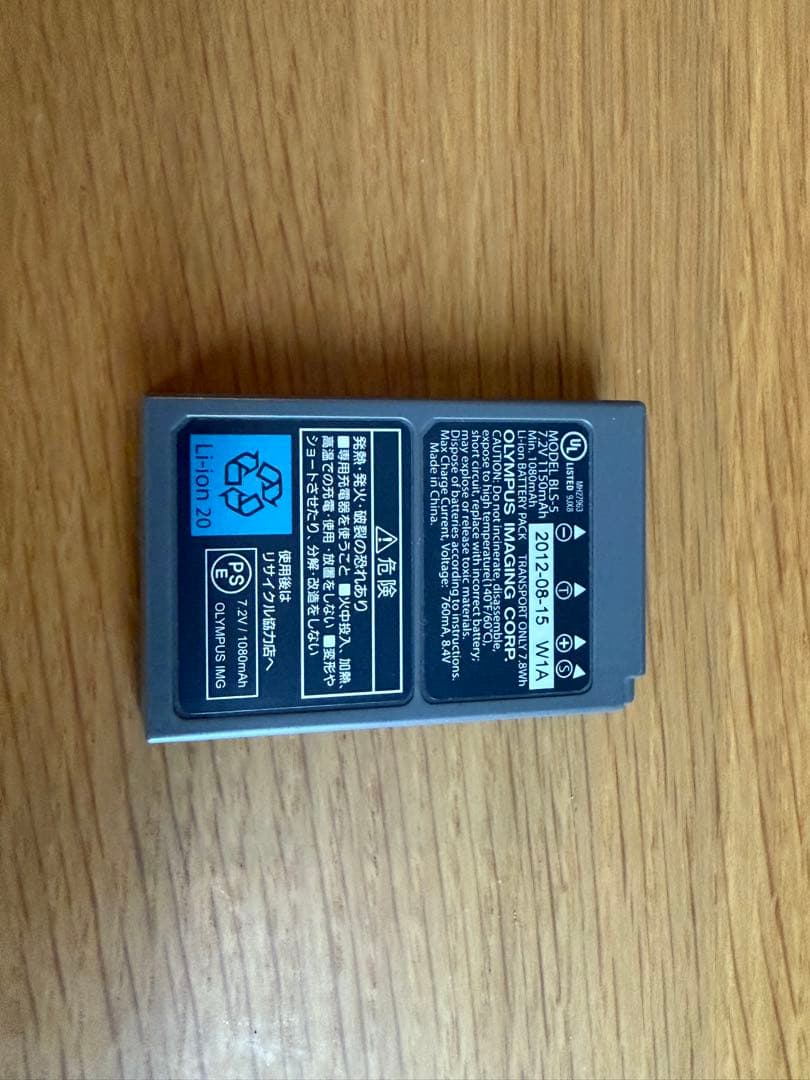 UL LISTED MH27963 9JX8
MODEL BLS-5
7.2V 1150mAh
Min. 1080mAh
⊖ Ⓣ ⊕ Ⓢ
2012-08-15 W1A
Li-ion BATTERY PACK TRANSPORT ONLY 7.8Wh
OLYMPUS IMAGING CORP.
CAUTION: Do not incinerate, disassemble,
expose to high temperature(140°F/60°C),
short circuit, replace with incorrect battery;
may explode or release toxic materials.
Dispose of batteries according to instructions.
Max Charge Current, Voltage: 760mA, 8.4V
Made in China.
危険
発熱・発火・破裂の恐れあり
■専用充電器を使うこと ■火中投入、加熱、
高温での充電・使用・放置をしない ■変形や
ショートさせたり、分解・改造をしない
Li-ion 20
使用後は
リサイクル協力店へ
PS
E
7.2V / 1080mAh
OLYMPUS IMG